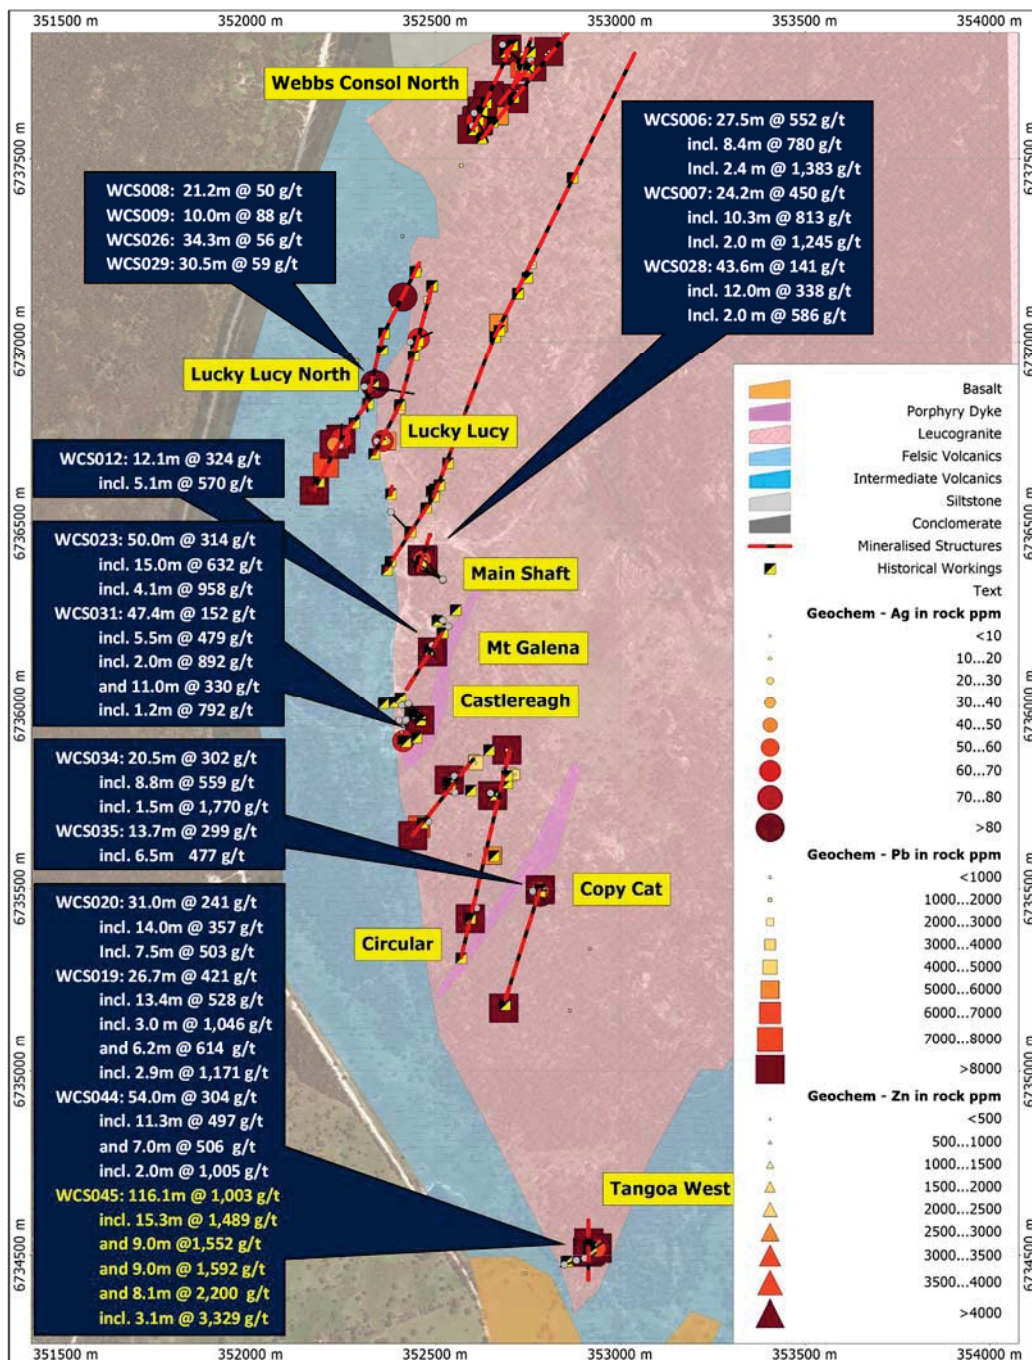 351500 m
352000 m
352500 m
353000 m
353500 m
354000 m
6737500 m
6737000 m
6736500 m
6736000 m
6735500 m
6735000 m
6734500 m
Webbs Consol North
WCS006: 27.5m @ 552 g/t
incl. 8.4m @ 780 g/t
Incl. 2.4 m @ 1,383 g/t
WCS007: 24.2m @ 450 g/t
incl. 10.3m @ 813 g/t
Incl. 2.0 m @ 1,245 g/t
WCS028: 43.6m @ 141 g/t
incl. 12.0m @ 338 g/t
Incl. 2.0 m @ 586 g/t
WCS008: 21.2m @ 50 g/t
WCS009: 10.0m @ 88 g/t
WCS026: 34.3m @ 56 g/t
WCS029: 30.5m @ 59 g/t
Lucky Lucy North
Lucky Lucy
WCS012: 12.1m @ 324 g/t
incl. 5.1m @ 570 g/t
WCS023: 50.0m @ 314 g/t
incl. 15.0m @ 632 g/t
incl. 4.1m @ 958 g/t
WCS031: 47.4m @ 152 g/t
incl. 5.5m @ 479 g/t
incl. 2.0m @ 892 g/t
and 11.0m @ 330 g/t
incl. 1.2m @ 792 g/t
Main Shaft
Mt Galena
Castlereagh
WCS034: 20.5m @ 302 g/t
incl. 8.8m @ 559 g/t
incl. 1.5m @ 1,770 g/t
WCS035: 13.7m @ 299 g/t
incl. 6.5m 477 g/t
Copy Cat
Circular
WCS020: 31.0m @ 241 g/t
incl. 14.0m @ 357 g/t
Incl. 7.5m @ 503 g/t
WCS019: 26.7m @ 421 g/t
incl. 13.4m @ 528 g/t
incl. 3.0 m @ 1,046 g/t
and 6.2m @ 614 g/t
incl. 2.9m @ 1,171 g/t
WCS044: 54.0m @ 304 g/t
incl. 11.3m @ 497 g/t
and 7.0m @ 506 g/t
incl. 2.0m @ 1,005 g/t
WCS045: 116.1m @ 1,003 g/t
incl. 15.3m @ 1,489 g/t
and 9.0m @1,552 g/t
and 9.0m @ 1,592 g/t
and 8.1m @ 2,200 g/t
incl. 3.1m @ 3,329 g/t
Tangoa West
Basalt
Porphyry Dyke
Leucogranite
Felsic Volcanics
Intermediate Volcanics
Siltstone
Conclomerate
Mineralised Structures
Historical Workings
Text
Geochem - Ag in rock ppm
<10
10...20
20...30
30...40
40...50
50...60
60...70
70...80
>80
Geochem - Pb in rock ppm
<1000
1000...2000
2000...3000
3000...4000
4000...5000
5000...6000
6000...7000
7000...8000
>8000
Geochem - Zn in rock ppm
<500
500...1000
1000...1500
1500...2000
2000...2500
2500...3000
3000...3500
3500...4000
>4000
6737500 m
6737000 m
6736500 m
6736000 m
6735500 m
6735000 m
6734500 m
351500 m
352000 m
352500 m
353000 m
353500 m
354000 m